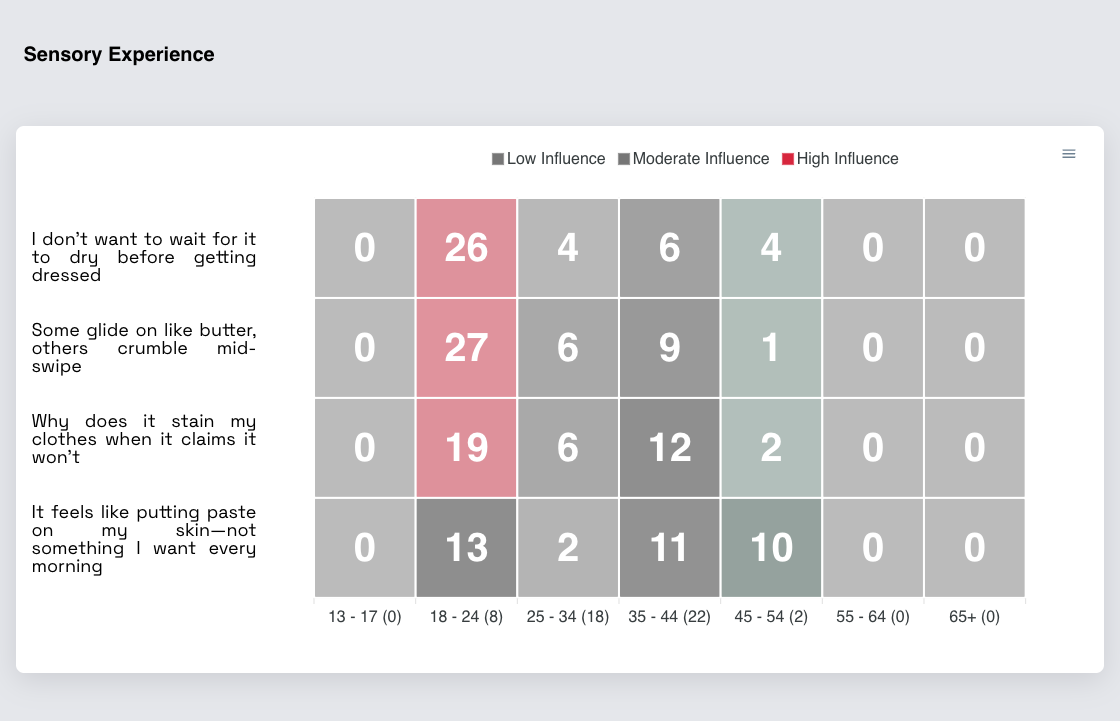 Sensory Experience
Low Influence Moderate Influence High Influence
I don't want to wait for it
to dry before getting
dressed
0 26 4 6 4 0 0
Some glide on like butter,
others crumble mid-
swipe
0 27 6 9 1 0 0
Why does it stain my
clothes when it claims it
won't
0 19 6 12 2 0 0
It feels like putting paste
on my skin—not
something I want every
morning
0 13 2 11 10 0 0
13 - 17 (0) 18 - 24 (8) 25 - 34 (18) 35 - 44 (22) 45 - 54 (2) 55 - 64 (0) 65+ (0)